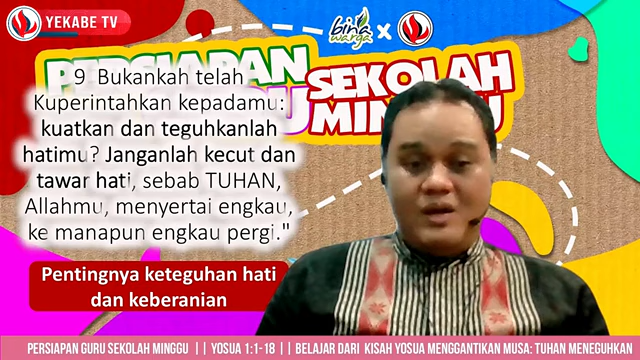 YEKABE TV
bina
warga
X
PERSIAPAN
SEKOLAH
MINGGU
9 Bukankah telah
Kuperintahkan kepadamu:
kuatkan dan teguhkanlah
hatimu? Janganlah kecut dan
tawar hati, sebab TUHAN,
Allahmu, menyertai engkau,
ke manapun engkau pergi."
Pentingnya keteguhan hati
dan keberanian
PERSIAPAN GURU SEKOLAH MINGGU || YOSUA 1:1-18 || BELAJAR DARI KISAH YOSUA MENGGANTIKAN MUSA: TUHAN MENEGUHKAN